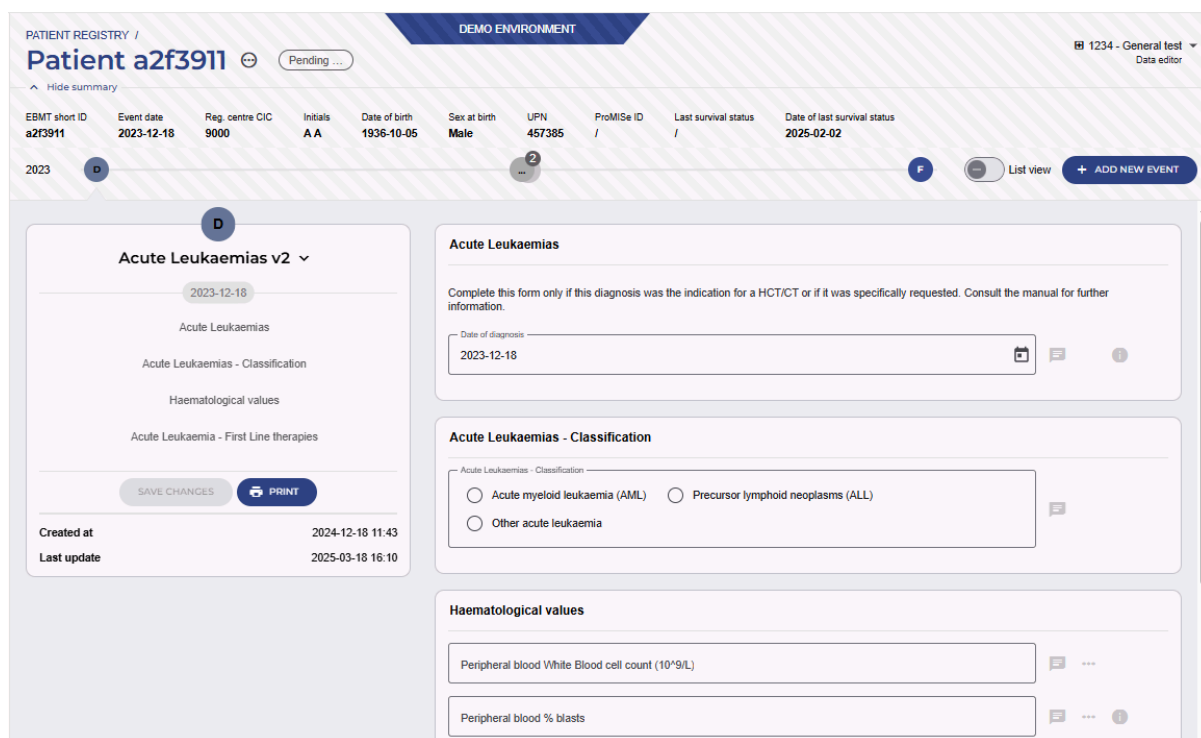 DEMO ENVIRONMENT
PATIENT REGISTRY /
Patient a2f3911
Pending ...
1234 - General test
Data editor
Hide summary
EBMT short ID Event date Reg. centre CIC Initials Date of birth Sex at birth UPN ProMISe ID Last survival status Date of last survival status
a2f3911 2023-12-18 9000 A A 1936-10-05 Male 457385 / / 2025-02-02
2023 D ... 2 F List view + ADD NEW EVENT
D
Acute Leukaemias v2
2023-12-18
Acute Leukaemias
Acute Leukaemias - Classification
Haematological values
Acute Leukaemia - First Line therapies
SAVE CHANGES PRINT
Created at 2024-12-18 11:43
Last update 2025-03-18 16:10
Acute Leukaemias
Complete this form only if this diagnosis was the indication for a HCT/CT or if it was specifically requested. Consult the manual for further
information.
Date of diagnosis
2023-12-18
Acute Leukaemias - Classification
Acute Leukaemias - Classification
Acute myeloid leukaemia (AML) Precursor lymphoid neoplasms (ALL)
Other acute leukaemia
Haematological values
Peripheral blood White Blood cell count (10^9/L)
Peripheral blood % blasts